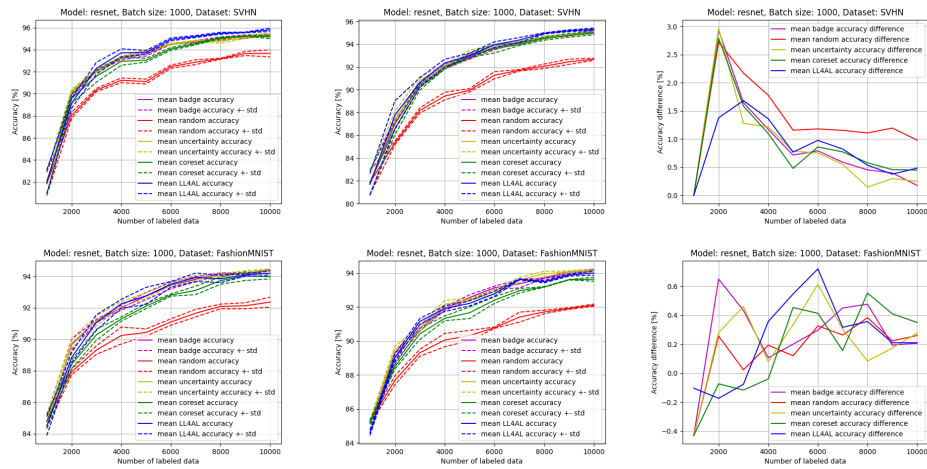 Model: resnet, Batch size: 1000, Dataset: SVHN
Accuracy [%]
96
94
92
90
88
86
84
82
mean badge accuracy
mean badge accuracy +- std
mean random accuracy
mean random accuracy +- std
mean uncertainty accuracy
mean uncertainty accuracy +- std
mean coreset accuracy
mean coreset accuracy +- std
mean LL4AL accuracy
mean LL4AL accuracy +- std
2000 4000 6000 8000 10000
Number of labeled data
Model: resnet, Batch size: 1000, Dataset: SVHN
Accuracy [%]
96
94
92
90
88
86
84
82
80
mean badge accuracy
mean badge accuracy +- std
mean random accuracy
mean random accuracy +- std
mean uncertainty accuracy
mean uncertainty accuracy +- std
mean coreset accuracy
mean coreset accuracy +- std
mean LL4AL accuracy
mean LL4AL accuracy +- std
2000 4000 6000 8000 10000
Number of labeled data
Model: resnet, Batch size: 1000, Dataset: SVHN
Accuracy difference [%]
3.0
2.5
2.0
1.5
1.0
0.5
0.0
mean badge accuracy difference
mean random accuracy difference
mean uncertainty accuracy difference
mean coreset accuracy difference
mean LL4AL accuracy difference
2000 4000 6000 8000 10000
Number of labeled data
Model: resnet, Batch size: 1000, Dataset: FashionMNIST
Accuracy [%]
94
92
90
88
86
84
mean badge accuracy
mean badge accuracy +- std
mean random accuracy
mean random accuracy +- std
mean uncertainty accuracy
mean uncertainty accuracy +- std
mean coreset accuracy
mean coreset accuracy +- std
mean LL4AL accuracy
mean LL4AL accuracy +- std
2000 4000 6000 8000 10000
Number of labeled data
Model: resnet, Batch size: 1000, Dataset: FashionMNIST
Accuracy [%]
94
92
90
88
86
84
mean badge accuracy
mean badge accuracy +- std
mean random accuracy
mean random accuracy +- std
mean uncertainty accuracy
mean uncertainty accuracy +- std
mean coreset accuracy
mean coreset accuracy +- std
mean LL4AL accuracy
mean LL4AL accuracy +- std
2000 4000 6000 8000 10000
Number of labeled data
Model: resnet, Batch size: 1000, Dataset: FashionMNIST
Accuracy difference [%]
0.6
0.4
0.2
0.0
−0.2
−0.4
mean badge accuracy difference
mean random accuracy difference
mean uncertainty accuracy difference
mean coreset accuracy difference
mean LL4AL accuracy difference
2000 4000 6000 8000 10000
Number of labeled data